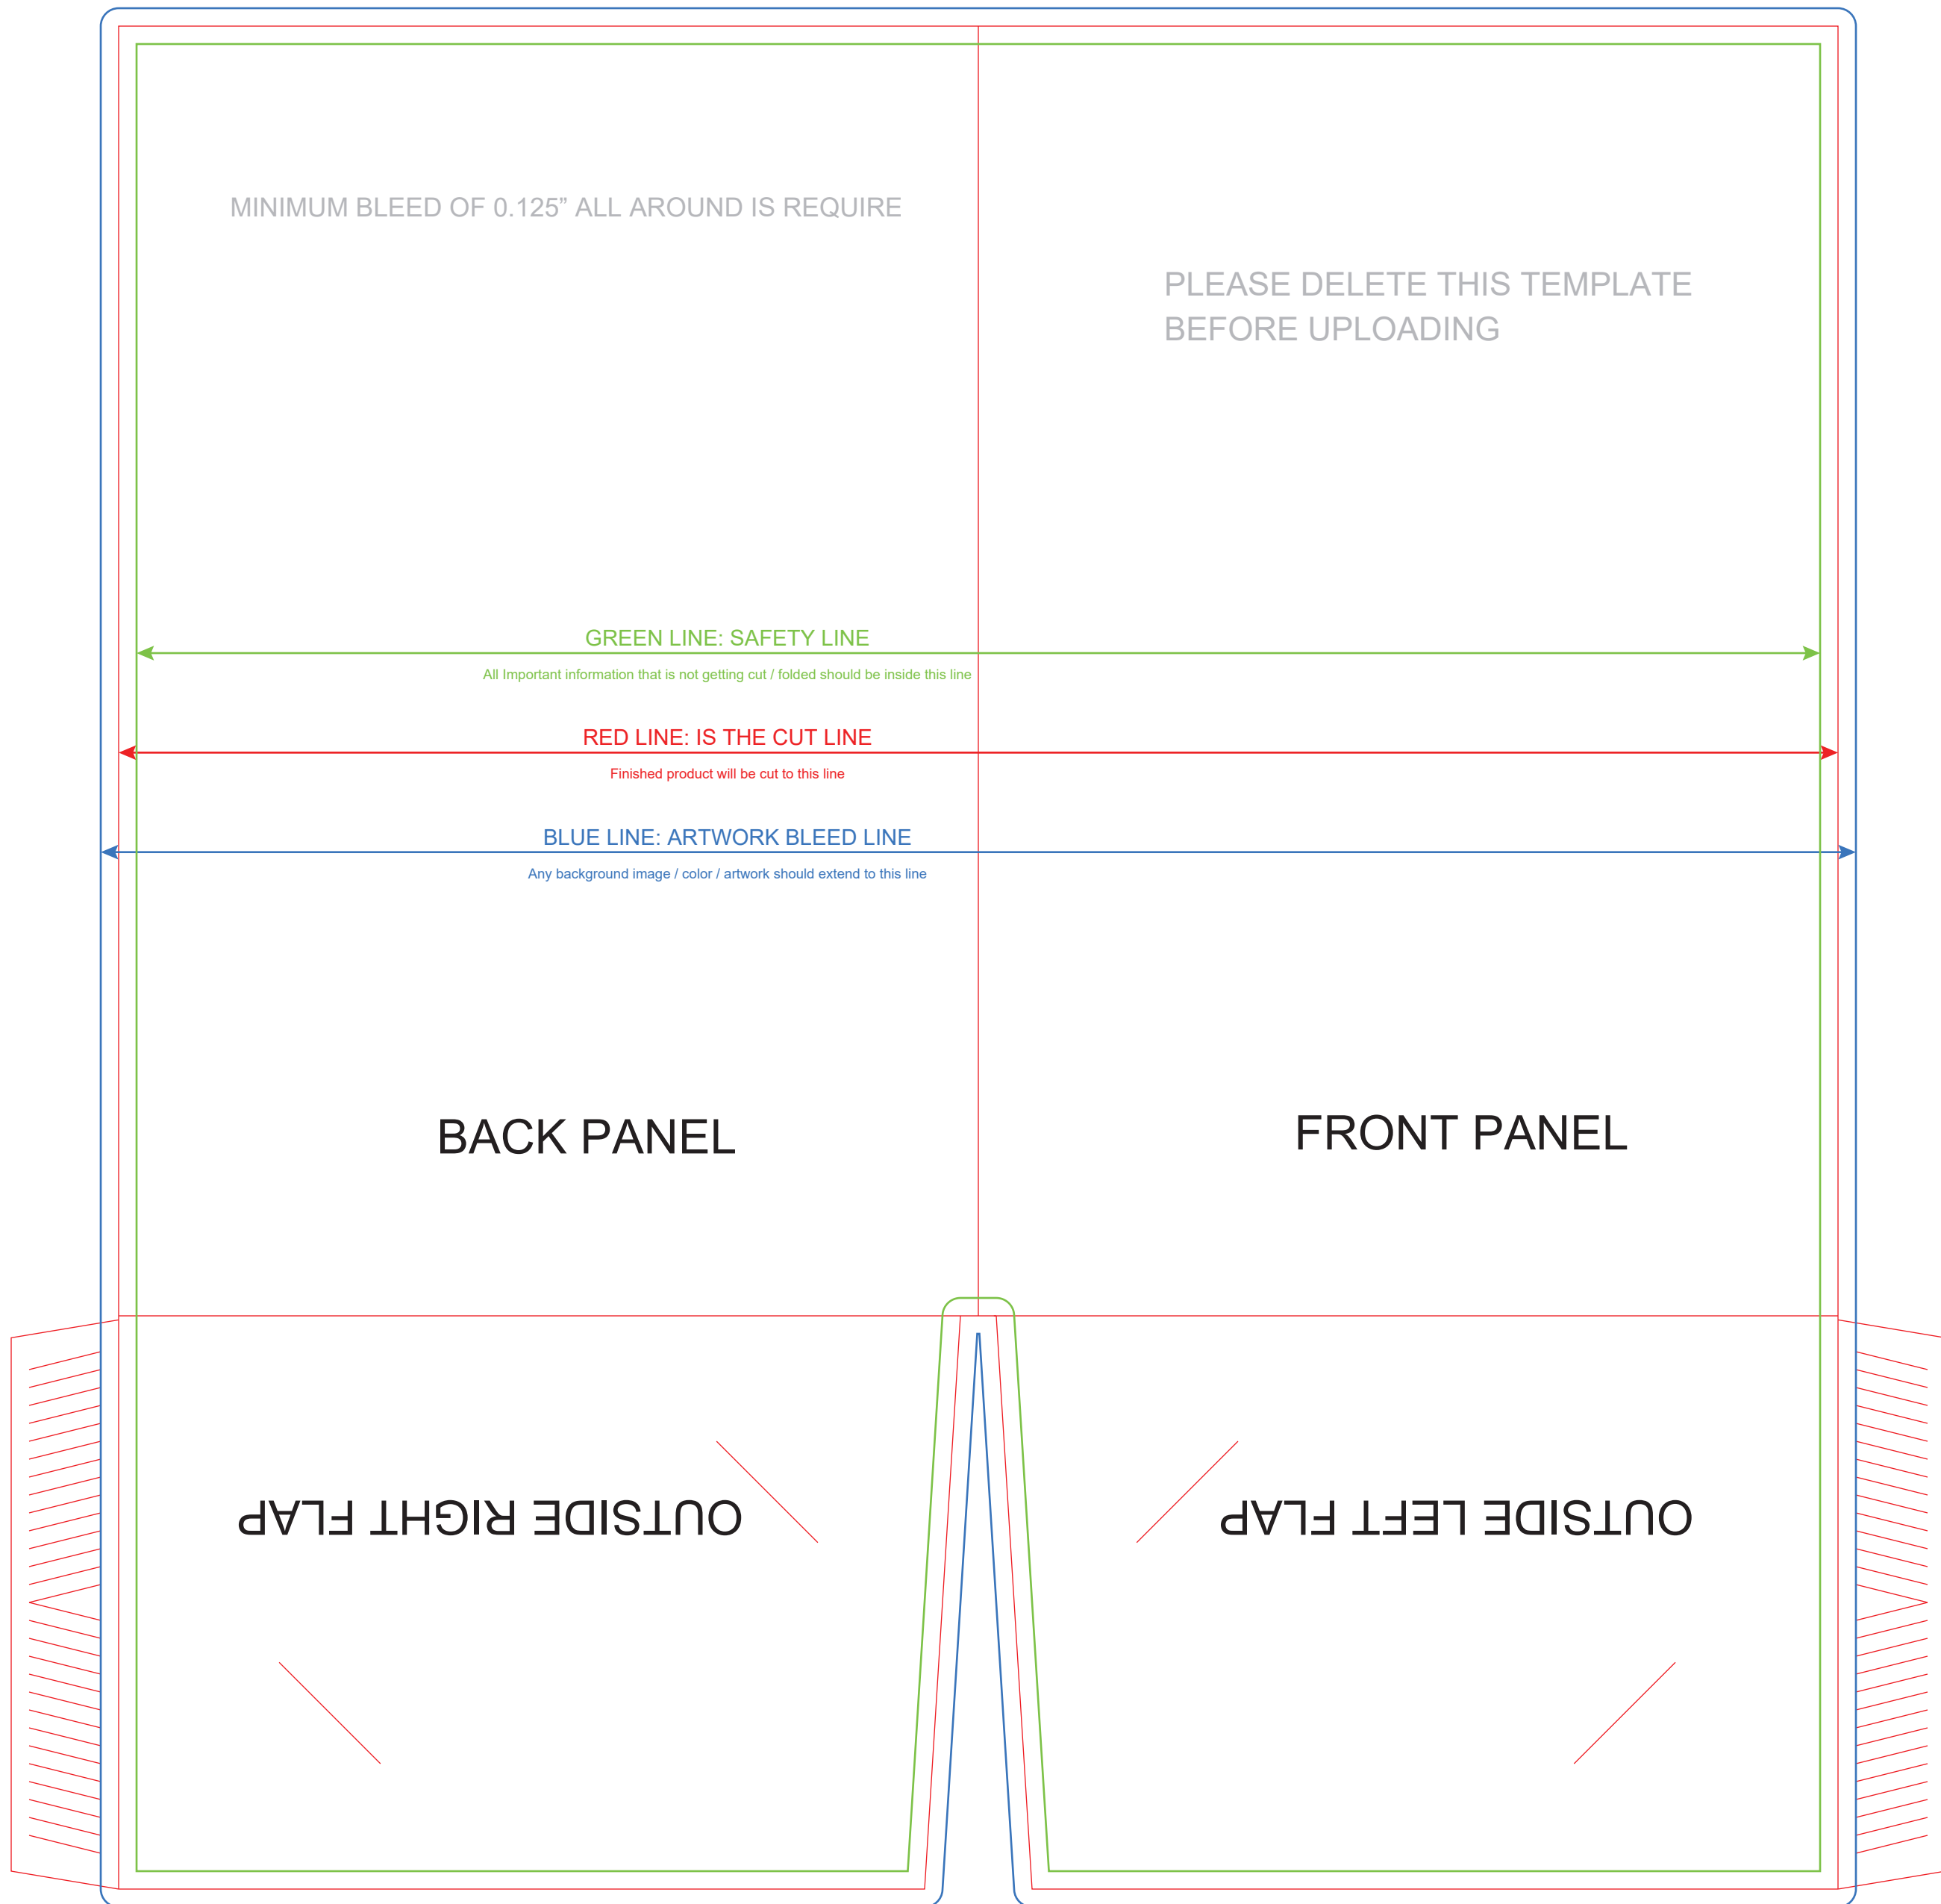 MINIMUM BLEED OF 0.125” ALL AROUND IS REQUIRE
PLEASE DELETE THIS TEMPLATE
BEFORE UPLOADING
GREEN LINE: SAFETY LINE
All Important information that is not getting cut / folded should be inside this line
RED LINE: IS THE CUT LINE
Finished product will be cut to this line
BLUE LINE: ARTWORK BLEED LINE
Any background image / color / artwork should extend to this line
BACK PANEL
FRONT PANEL
OUTSIDE RIGHT FLAP
OUTSIDE LEFT FLAP